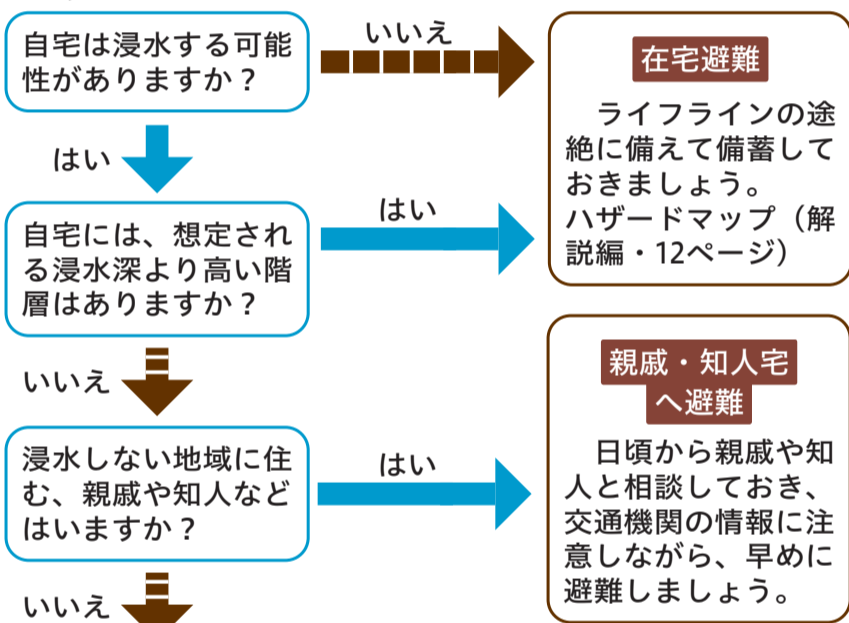 自宅は浸水する可能
性がありますか？
いいえ
在宅避難
ライフラインの途
絶に備えて備蓄して
おきましょう。
ハザードマップ（解
説編・12ページ）
はい
自宅には、想定され
る浸水深より高い階
層はありますか？
はい
いいえ
浸水しない地域に住
む、親戚や知人など
はいますか？
はい
親戚・知人宅
へ避難
日頃から親戚や知
人と相談しておき、
交通機関の情報に注
意しながら、早めに
避難しましょう。
いいえ